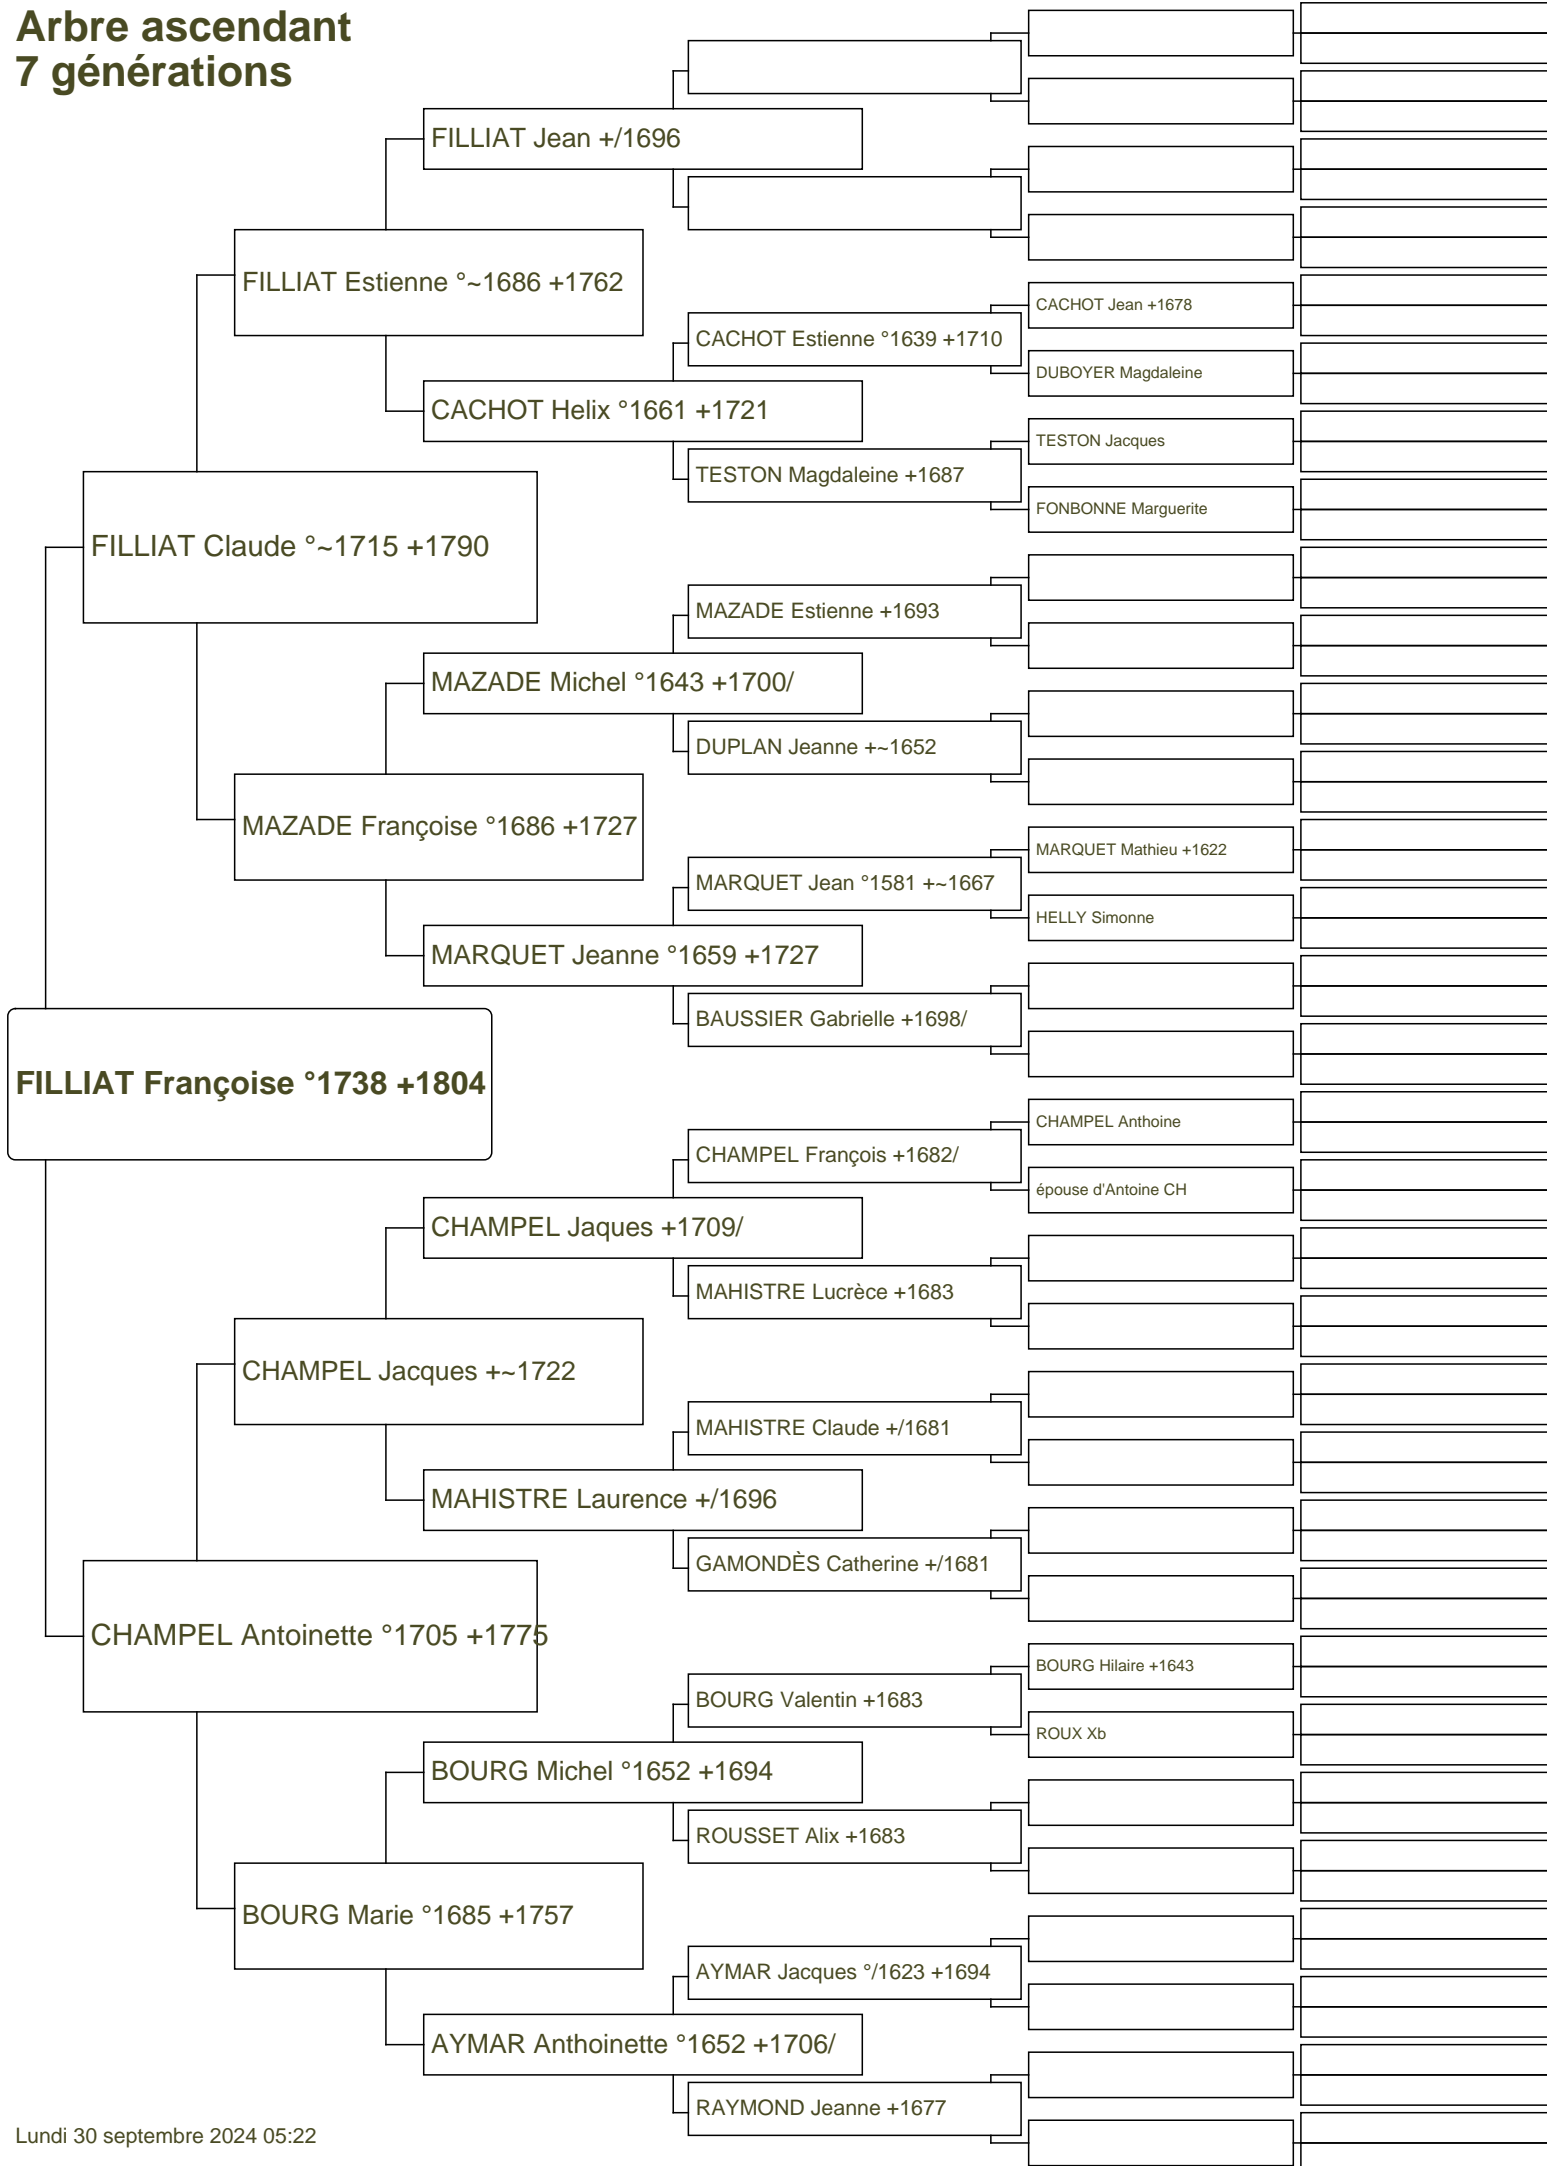 Arbre ascendant
7 générations
FILLIAT Jean +/1696
FILLIAT Estienne °~1686 +1762
CACHOT Jean +1678
CACHOT Estienne °1639 +1710
DUBOYER Magdaleine
CACHOT Helix °1661 +1721
TESTON Jacques
TESTON Magdaleine +1687
FONBONNE Marguerite
FILLIAT Claude °~1715 +1790
MAZADE Estienne +1693
MAZADE Michel °1643 +1700/
DUPLAN Jeanne +~1652
MAZADE Françoise °1686 +1727
MARQUET Mathieu +1622
MARQUET Jean °1581 +~1667
HELLY Simonne
MARQUET Jeanne °1659 +1727
BAUSSIER Gabrielle +1698/
FILLIAT Françoise °1738 +1804
CHAMPEL Anthoine
CHAMPEL François +1682/
épouse d'Antoine CH
CHAMPEL Jaques +1709/
MAHISTRE Lucrèce +1683
CHAMPEL Jacques +~1722
MAHISTRE Claude +/1681
MAHISTRE Laurence +/1696
GAMONDÈS Catherine +/1681
CHAMPEL Antoinette °1705 +1775
BOURG Hilaire +1643
BOURG Valentin +1683
ROUX Xb
BOURG Michel °1652 +1694
ROUSSET Alix +1683
BOURG Marie °1685 +1757
AYMAR Jacques °/1623 +1694
AYMAR Anthoinette °1652 +1706/
RAYMOND Jeanne +1677
Lundi 30 septembre 2024 05:22